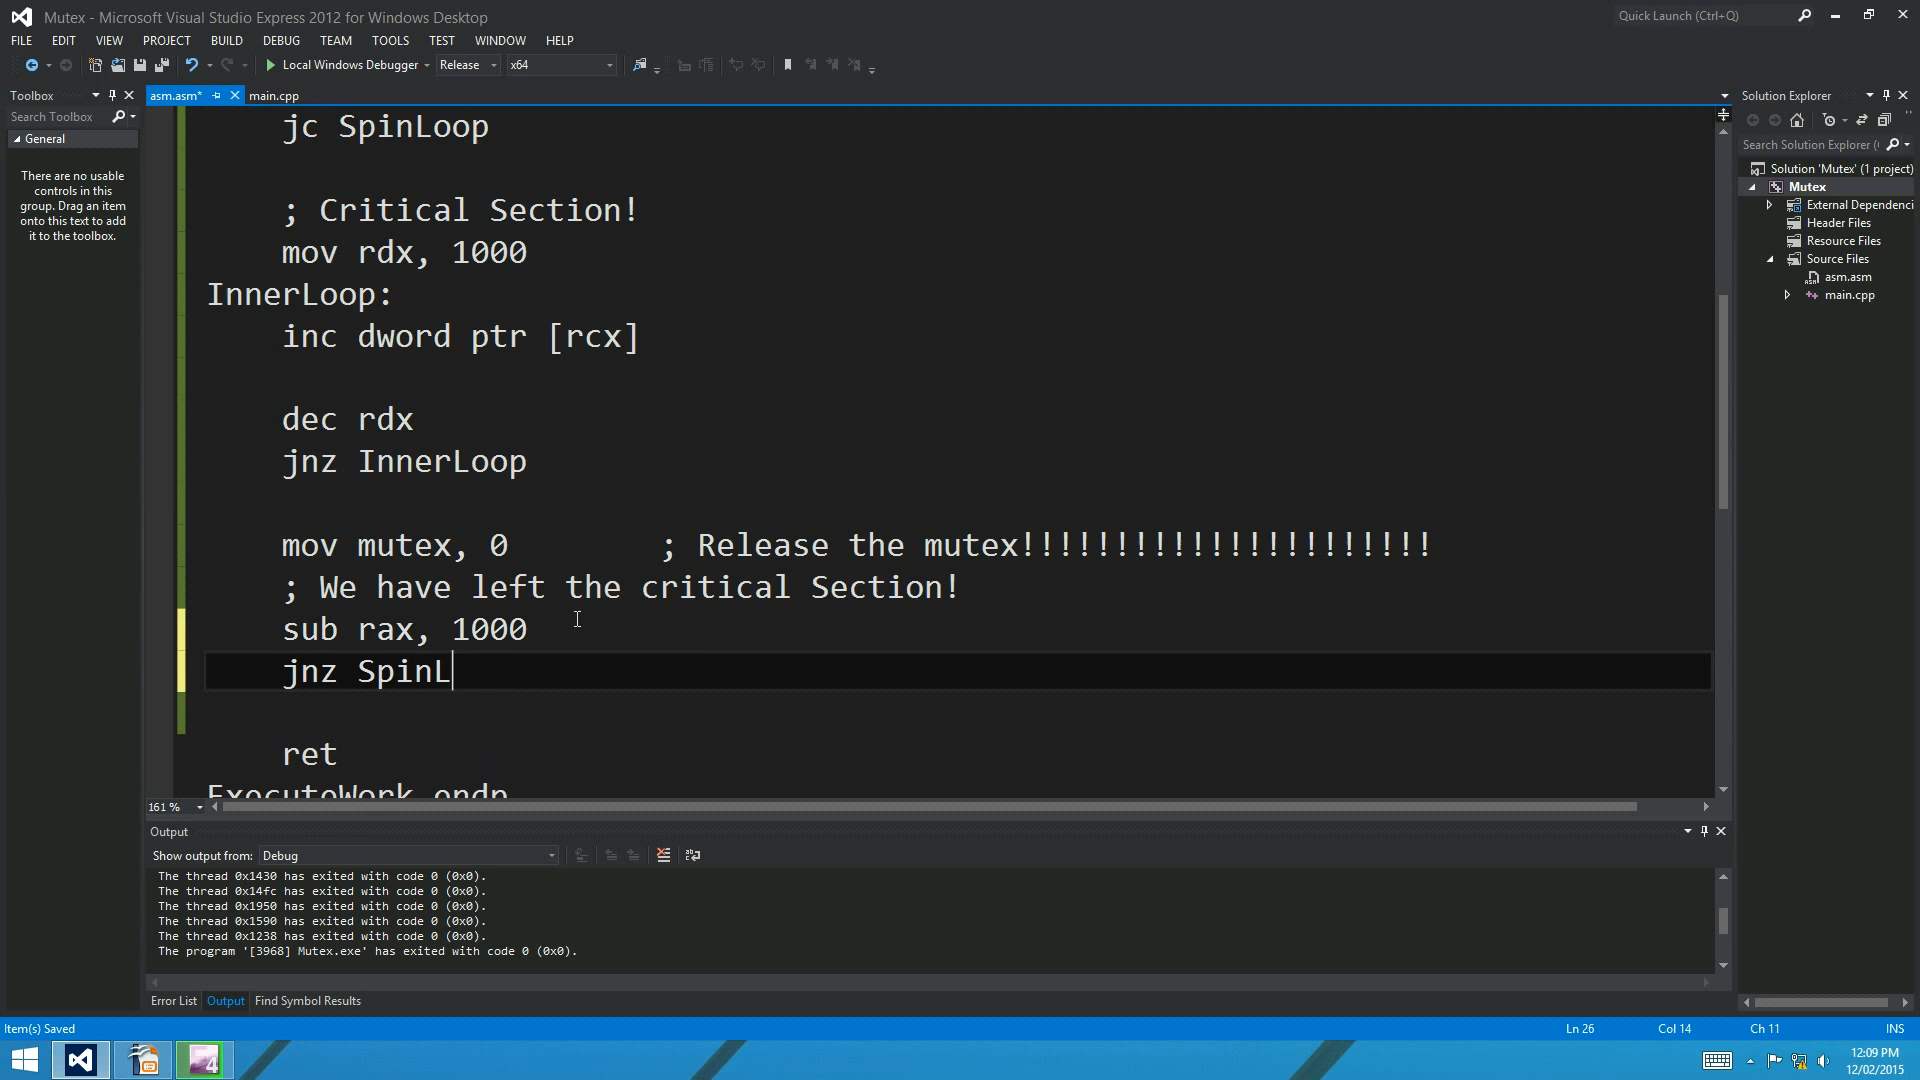 Mutex - Microsoft Visual Studio Express 2012 for Windows Desktop
Quick Launch (Ctrl+Q)
FILE EDIT VIEW PROJECT BUILD DEBUG TEAM TOOLS TEST WINDOW HELP
Local Windows Debugger Release x64
Toolbox
asm.asm* main.cpp
Solution Explorer
Search Toolbox
General
There are no usable
controls in this
group. Drag an item
onto this text to add
it to the toolbox.
jc SpinLoop
; Critical Section!
mov rdx, 1000
InnerLoop:
inc dword ptr [rcx]
dec rdx
jnz InnerLoop
mov mutex, 0 ; Release the mutex!!!!!!!!!!!!!!!!!!!!!!
; We have left the critical Section!
sub rax, 1000
jnz SpinL
ret
ExecuteWork endp
161 %
Search Solution Explorer (
Solution 'Mutex' (1 project)
Mutex
External Dependenci
Header Files
Resource Files
Source Files
asm.asm
main.cpp
Output
Show output from: Debug
The thread 0x1430 has exited with code 0 (0x0).
The thread 0x14fc has exited with code 0 (0x0).
The thread 0x1950 has exited with code 0 (0x0).
The thread 0x1590 has exited with code 0 (0x0).
The thread 0x1238 has exited with code 0 (0x0).
The program '[3968] Mutex.exe' has exited with code 0 (0x0).
Error List Output Find Symbol Results
Item(s) Saved
Ln 26 Col 14 Ch 11 INS
4
12:09 PM
12/02/2015